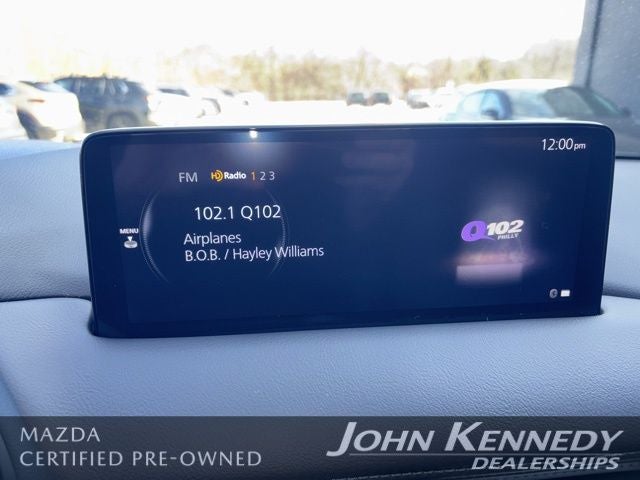 12:00pm
FM HD Radio 1 2 3
102.1 Q102
MENU
Airplanes
B.O.B. / Hayley Williams
Q102
PHILLY
MAZDA
CERTIFIED PRE-OWNED
JOHN KENNEDY
DEALERSHIPS